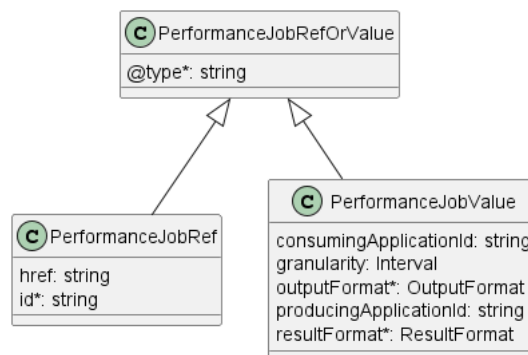 C PerformanceJobRefOrValue
@type*: string
C PerformanceJobRef
href: string
id*: string
C PerformanceJobValue
consumingApplicationId: string
granularity: Interval
outputFormat*: OutputFormat
producingApplicationId: string
resultFormat*: ResultFormat